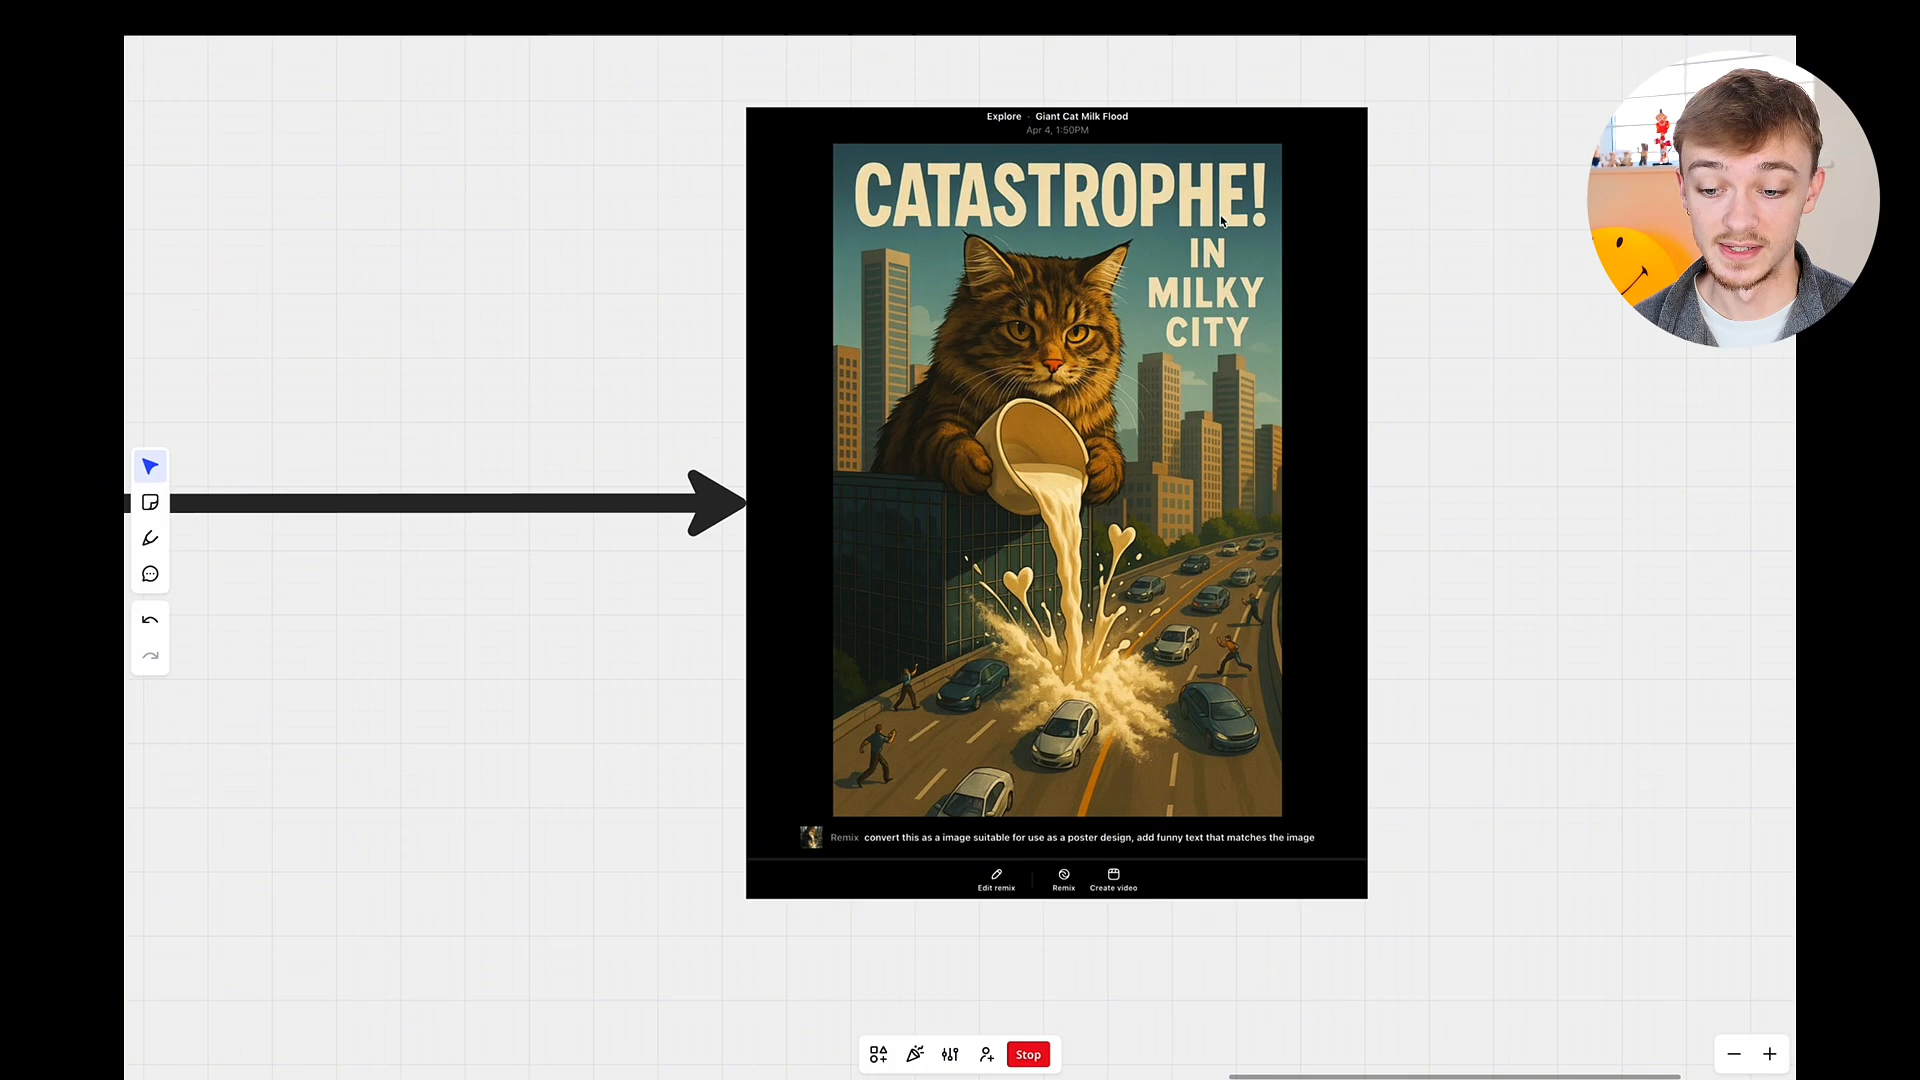 Explore · Giant Cat Milk Flood
Apr 4, 1:50PM
CATASTROPHE!
IN
MILKY
CITY
Remix convert this as a image suitable for use as a poster design, add funny text that matches the image
Edit remix
Remix
Create video
Stop